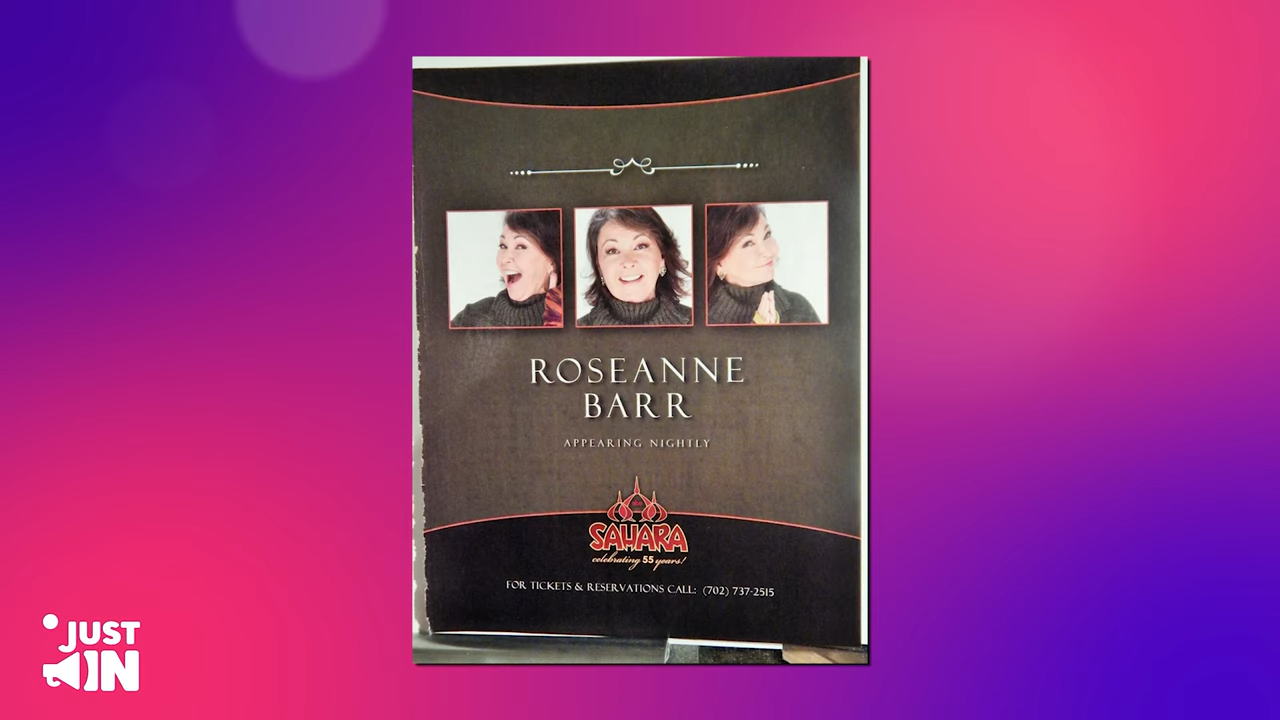 ROSEANNE
BARR
APPEARING NIGHTLY
SAHARA
celebrating 55 years!
FOR TICKETS & RESERVATIONS CALL: (702) 737-2515
JUST
IN